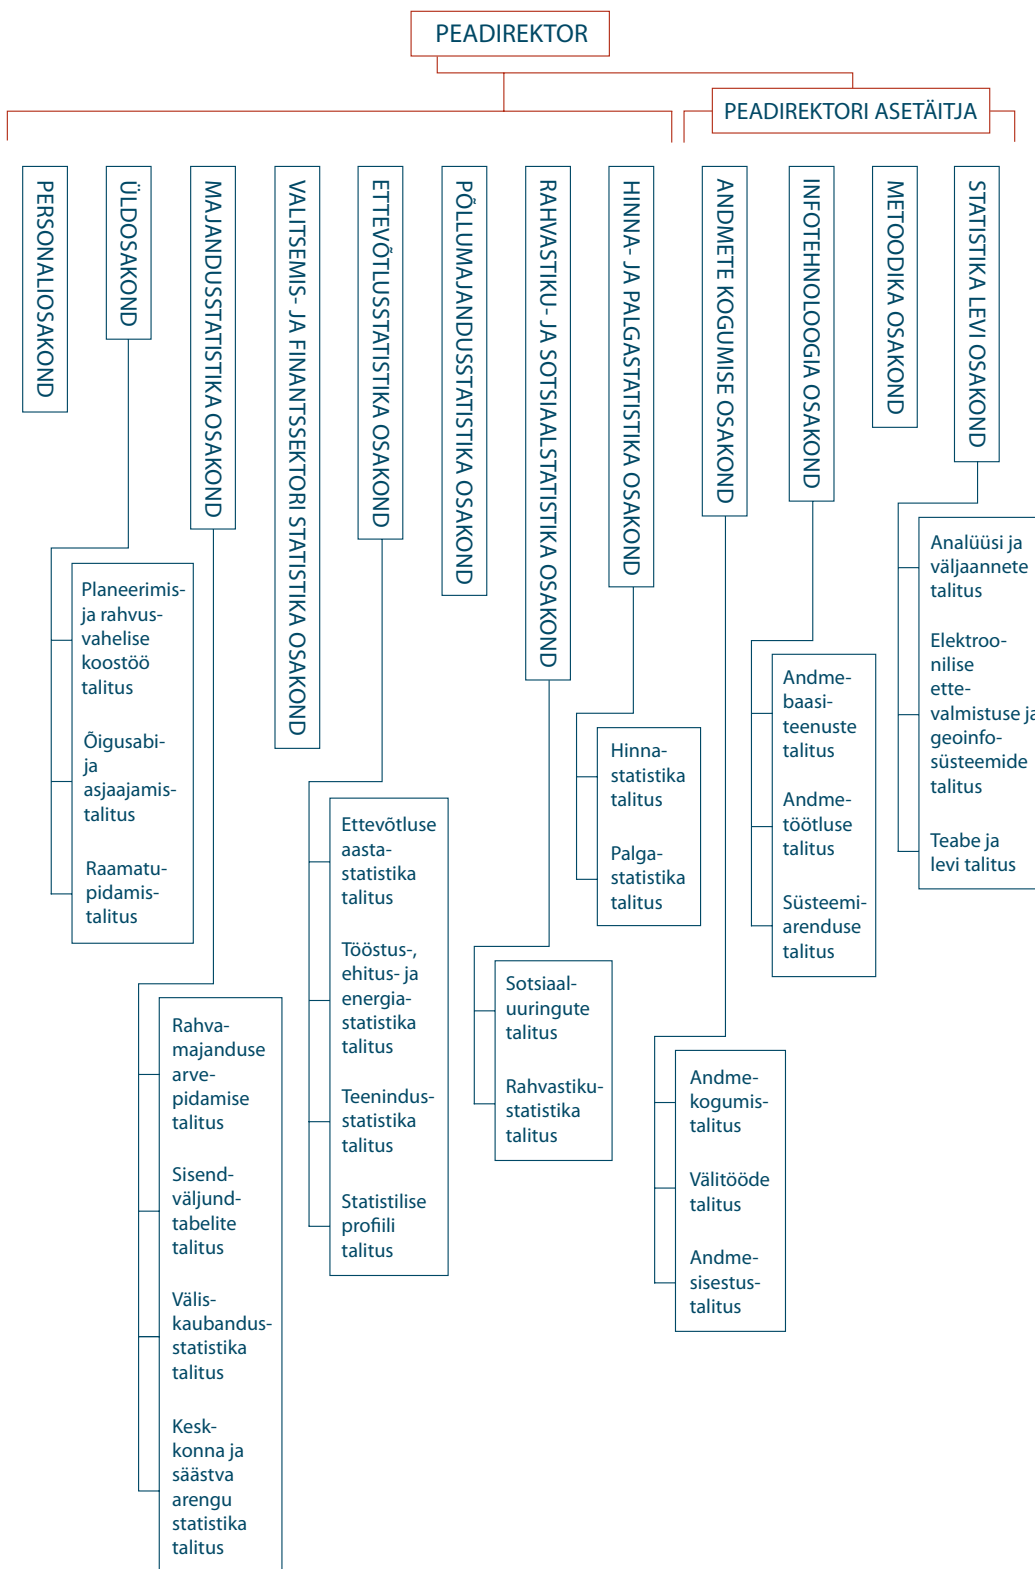 PEADIREKTOR
PEADIREKTORI ASETÄITJA
PERSONALIOSAKOND
ÜLDOSAKOND
MAJANDUSSTATISTIKA OSAKOND
VALITSEMIS- JA FINANTSSEKTORI STATISTIKA OSAKOND
ETTEVÕTLUSSTATISTIKA OSAKOND
PÕLLUMAJANDUSSTATISTIKA OSAKOND
RAHVASTIKU- JA SOTSIAALSTATISTIKA OSAKOND
HINNA- JA PALGASTATISTIKA OSAKOND
ANDMETE KOGUMISE OSAKOND
INFOTEHNOLOOGIA OSAKOND
METOODIKA OSAKOND
STATISTIKA LEVI OSAKOND
Planeerimis-
ja rahvus-
vahelise
koostöö
talitus
Õigusabi-
ja
asjaajamis-
talitus
Raamatu-
pidamis-
talitus
Rahva-
majanduse
arve-
pidamise
talitus
Sisend-
väljund-
tabelite
talitus
Välis-
kaubandus-
statistika
talitus
Kesk-
konna ja
säästva
arengu
statistika
talitus
Ettevõtluse
aasta-
statistika
talitus
Tööstus-,
ehitus- ja
energia-
statistika
talitus
Teenindus-
statistika
talitus
Statistilise
profiili
talitus
Sotsiaal-
uuringute
talitus
Rahvastiku-
statistika
talitus
Hinna-
statistika
talitus
Palga-
statistika
talitus
Andme-
kogumis-
talitus
Välitööde
talitus
Andme-
sisestus-
talitus
Andme-
baasi-
teenuste
talitus
Andme-
töötluse
talitus
Süsteemi-
arenduse
talitus
Analüüsi ja
väljaannete
talitus
Elektroo-
nilise
ette-
valmistuse ja
geoinfo-
süsteemide
talitus
Teabe ja
levi talitus